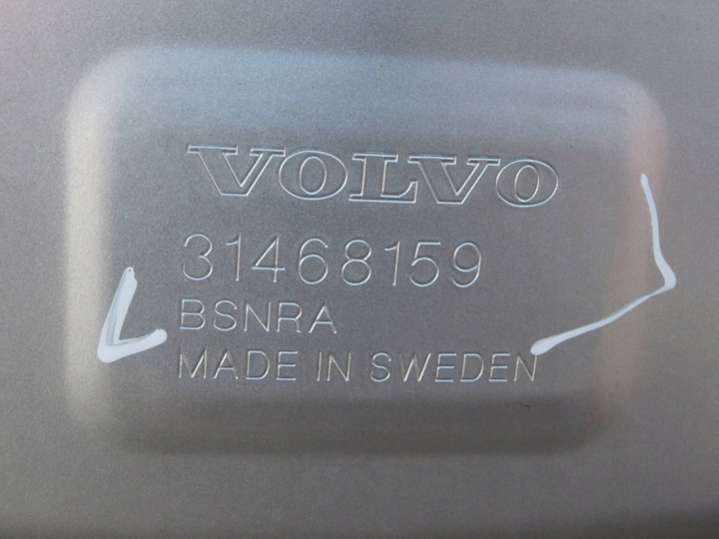 VOLVO
31468159
BSNRA
MADE IN SWEDEN